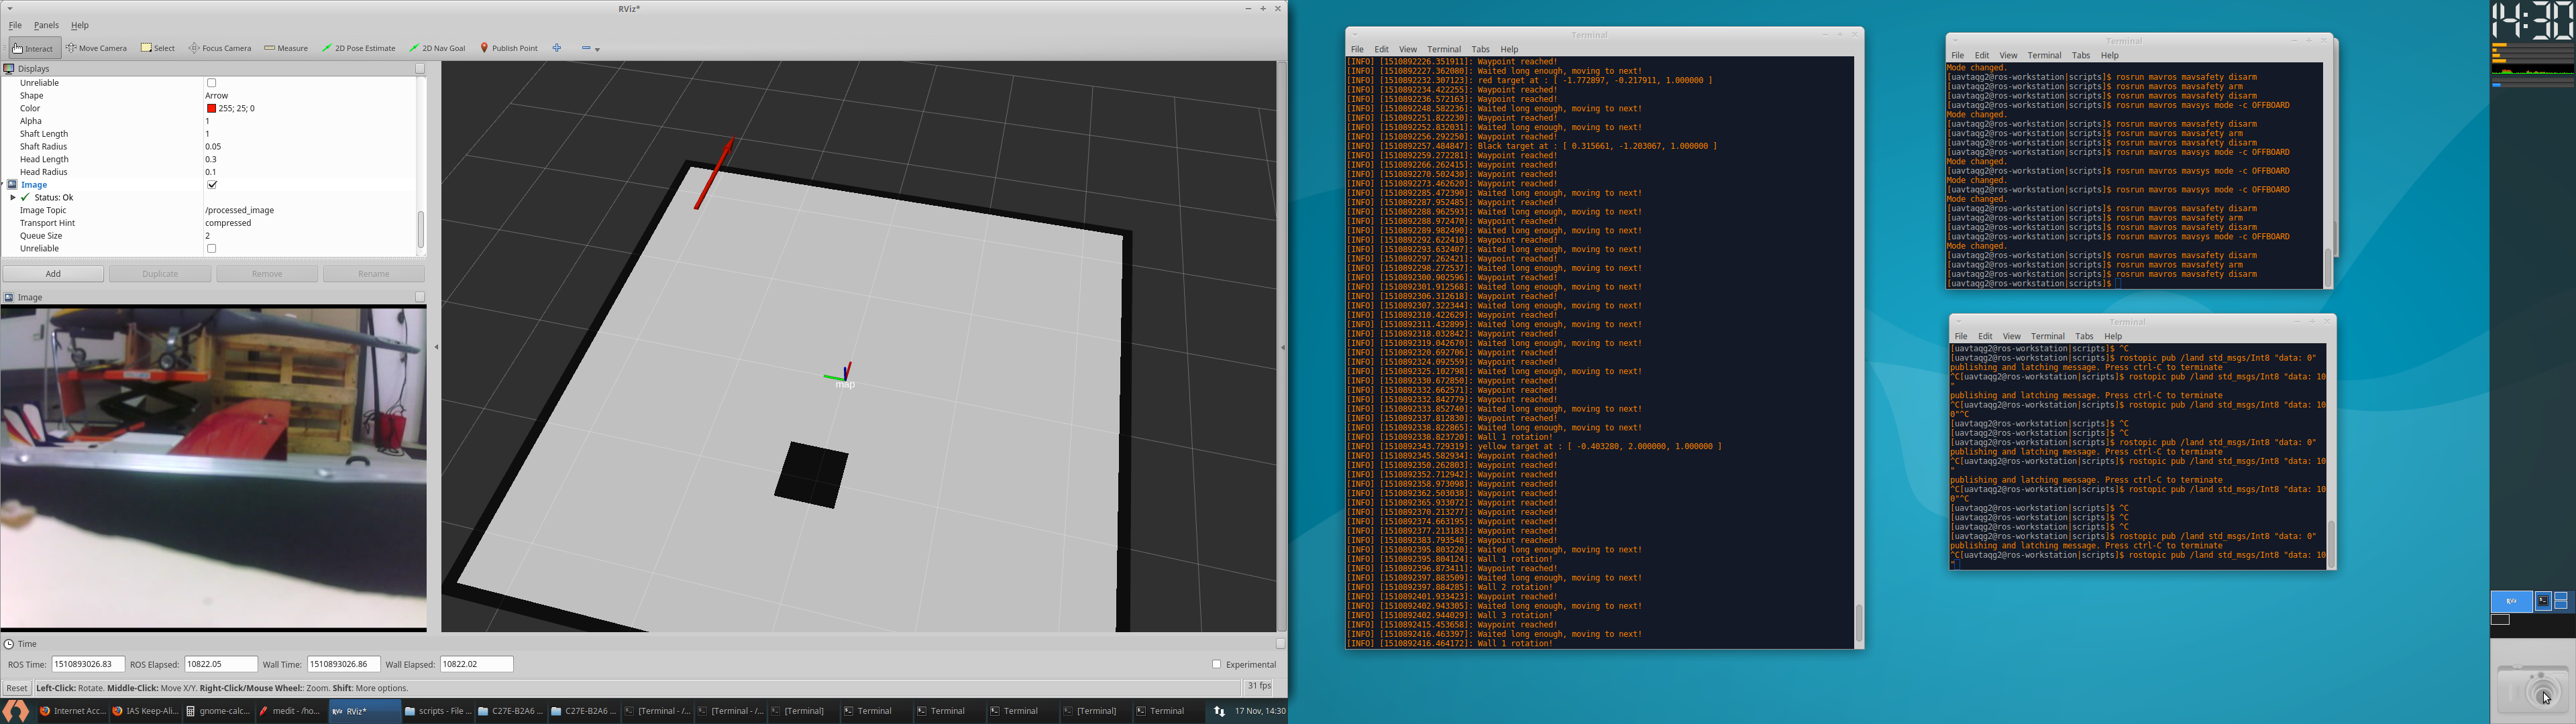 RViz*
File Panels Help
Interact Move Camera Select Focus Camera Measure 2D Pose Estimate 2D Nav Goal Publish Point
Displays
Unreliable
Shape Arrow
Color 255; 25; 0
Alpha 1
Shaft Length 1
Shaft Radius 0.05
Head Length 0.3
Head Radius 0.1
Image
Status: Ok
Image Topic /processed_image
Transport Hint compressed
Queue Size 2
Unreliable
Add Duplicate Remove Rename
Image
map
Time
ROS Time: 1510893026.83 ROS Elapsed: 10822.05 Wall Time: 1510893026.86 Wall Elapsed: 10822.02 Experimental
Reset Left-Click: Rotate. Middle-Click: Move X/Y. Right-Click/Mouse Wheel:: Zoom. Shift: More options. 31 fps
Internet Acc... IAS Keep-Ali... gnome-calc... medit - /ho... RViz* scripts - File ... C27E-B2A6 ... C27E-B2A6 ... [Terminal - /... [Terminal - /... [Terminal] Terminal Terminal Terminal [Terminal] Terminal 17 Nov, 14:30
Terminal
File Edit View Terminal Tabs Help
[INFO] [1510892226.351911]: Waypoint reached!
[INFO] [1510892227.362080]: Waited long enough, moving to next!
[INFO] [1510892232.307123]: red target at : [ -1.772897, -0.217911, 1.000000 ]
[INFO] [1510892234.422255]: Waypoint reached!
[INFO] [1510892236.572163]: Waypoint reached!
[INFO] [1510892248.582236]: Waited long enough, moving to next!
[INFO] [1510892251.822230]: Waypoint reached!
[INFO] [1510892252.832031]: Waited long enough, moving to next!
[INFO] [1510892256.292250]: Waypoint reached!
[INFO] [1510892257.484847]: Black target at : [ 0.315661, -1.203067, 1.000000 ]
[INFO] [1510892259.272281]: Waypoint reached!
[INFO] [1510892266.262415]: Waypoint reached!
[INFO] [1510892270.502430]: Waypoint reached!
[INFO] [1510892273.462620]: Waypoint reached!
[INFO] [1510892285.472390]: Waited long enough, moving to next!
[INFO] [1510892287.952485]: Waypoint reached!
[INFO] [1510892288.962593]: Waited long enough, moving to next!
[INFO] [1510892288.972470]: Waypoint reached!
[INFO] [1510892289.982490]: Waited long enough, moving to next!
[INFO] [1510892292.622410]: Waypoint reached!
[INFO] [1510892293.632407]: Waited long enough, moving to next!
[INFO] [1510892297.262421]: Waypoint reached!
[INFO] [1510892298.272537]: Waited long enough, moving to next!
[INFO] [1510892300.902596]: Waypoint reached!
[INFO] [1510892301.912568]: Waited long enough, moving to next!
[INFO] [1510892306.312618]: Waypoint reached!
[INFO] [1510892307.322344]: Waited long enough, moving to next!
[INFO] [1510892310.422629]: Waypoint reached!
[INFO] [1510892311.432899]: Waited long enough, moving to next!
[INFO] [1510892318.032842]: Waypoint reached!
[INFO] [1510892319.042670]: Waited long enough, moving to next!
[INFO] [1510892320.692706]: Waypoint reached!
[INFO] [1510892324.092559]: Waypoint reached!
[INFO] [1510892325.102798]: Waited long enough, moving to next!
[INFO] [1510892330.672850]: Waypoint reached!
[INFO] [1510892332.662571]: Waypoint reached!
[INFO] [1510892332.842779]: Waypoint reached!
[INFO] [1510892333.852740]: Waited long enough, moving to next!
[INFO] [1510892337.812830]: Waypoint reached!
[INFO] [1510892338.822865]: Waited long enough, moving to next!
[INFO] [1510892338.823720]: Wall 1 rotation!
[INFO] [1510892343.729319]: yellow target at : [ -0.403280, 2.000000, 1.000000 ]
[INFO] [1510892345.582934]: Waypoint reached!
[INFO] [1510892350.262803]: Waypoint reached!
[INFO] [1510892352.712942]: Waypoint reached!
[INFO] [1510892358.973098]: Waypoint reached!
[INFO] [1510892362.503038]: Waypoint reached!
[INFO] [1510892365.933072]: Waypoint reached!
[INFO] [1510892370.213277]: Waypoint reached!
[INFO] [1510892374.663195]: Waypoint reached!
[INFO] [1510892377.213183]: Waypoint reached!
[INFO] [1510892383.793548]: Waypoint reached!
[INFO] [1510892395.803220]: Waited long enough, moving to next!
[INFO] [1510892395.804124]: Wall 1 rotation!
[INFO] [1510892396.873411]: Waypoint reached!
[INFO] [1510892397.883509]: Waited long enough, moving to next!
[INFO] [1510892397.884285]: Wall 2 rotation!
[INFO] [1510892401.933423]: Waypoint reached!
[INFO] [1510892402.943305]: Waited long enough, moving to next!
[INFO] [1510892402.944029]: Wall 3 rotation!
[INFO] [1510892415.453658]: Waypoint reached!
[INFO] [1510892416.463397]: Waited long enough, moving to next!
[INFO] [1510892416.464172]: Wall 1 rotation!
Terminal
File Edit View Terminal Tabs Help
Mode changed.
[uavtaqg2@ros-workstation|scripts]$ rosrun mavros mavsafety disarm
[uavtaqg2@ros-workstation|scripts]$ rosrun mavros mavsafety arm
[uavtaqg2@ros-workstation|scripts]$ rosrun mavros mavsafety disarm
[uavtaqg2@ros-workstation|scripts]$ rosrun mavros mavsys mode -c OFFBOARD
Mode changed.
[uavtaqg2@ros-workstation|scripts]$ rosrun mavros mavsafety disarm
[uavtaqg2@ros-workstation|scripts]$ rosrun mavros mavsafety arm
[uavtaqg2@ros-workstation|scripts]$ rosrun mavros mavsafety disarm
[uavtaqg2@ros-workstation|scripts]$ rosrun mavros mavsys mode -c OFFBOARD
Mode changed.
[uavtaqg2@ros-workstation|scripts]$ rosrun mavros mavsys mode -c OFFBOARD
Mode changed.
[uavtaqg2@ros-workstation|scripts]$ rosrun mavros mavsys mode -c OFFBOARD
Mode changed.
[uavtaqg2@ros-workstation|scripts]$ rosrun mavros mavsafety disarm
[uavtaqg2@ros-workstation|scripts]$ rosrun mavros mavsafety arm
[uavtaqg2@ros-workstation|scripts]$ rosrun mavros mavsafety disarm
[uavtaqg2@ros-workstation|scripts]$ rosrun mavros mavsys mode -c OFFBOARD
Mode changed.
[uavtaqg2@ros-workstation|scripts]$ rosrun mavros mavsafety disarm
[uavtaqg2@ros-workstation|scripts]$ rosrun mavros mavsafety arm
[uavtaqg2@ros-workstation|scripts]$ rosrun mavros mavsafety disarm
[uavtaqg2@ros-workstation|scripts]$
Terminal
File Edit View Terminal Tabs Help
[uavtaqg2@ros-workstation|scripts]$ ^C
[uavtaqg2@ros-workstation|scripts]$ rostopic pub /land std_msgs/Int8 "data: 0"
publishing and latching message. Press ctrl-C to terminate
^C[uavtaqg2@ros-workstation|scripts]$ rostopic pub /land std_msgs/Int8 "data: 10
"
publishing and latching message. Press ctrl-C to terminate
^C[uavtaqg2@ros-workstation|scripts]$ rostopic pub /land std_msgs/Int8 "data: 10
0"^C
[uavtaqg2@ros-workstation|scripts]$ ^C
[uavtaqg2@ros-workstation|scripts]$ ^C
[uavtaqg2@ros-workstation|scripts]$ rostopic pub /land std_msgs/Int8 "data: 0"
publishing and latching message. Press ctrl-C to terminate
^C[uavtaqg2@ros-workstation|scripts]$ rostopic pub /land std_msgs/Int8 "data: 10
"
publishing and latching message. Press ctrl-C to terminate
^C[uavtaqg2@ros-workstation|scripts]$ rostopic pub /land std_msgs/Int8 "data: 10
0"^C
[uavtaqg2@ros-workstation|scripts]$ ^C
[uavtaqg2@ros-workstation|scripts]$ ^C
[uavtaqg2@ros-workstation|scripts]$ ^C
[uavtaqg2@ros-workstation|scripts]$ rostopic pub /land std_msgs/Int8 "data: 0"
publishing and latching message. Press ctrl-C to terminate
^C[uavtaqg2@ros-workstation|scripts]$ rostopic pub /land std_msgs/Int8 "data: 10
"
14:30
RViz